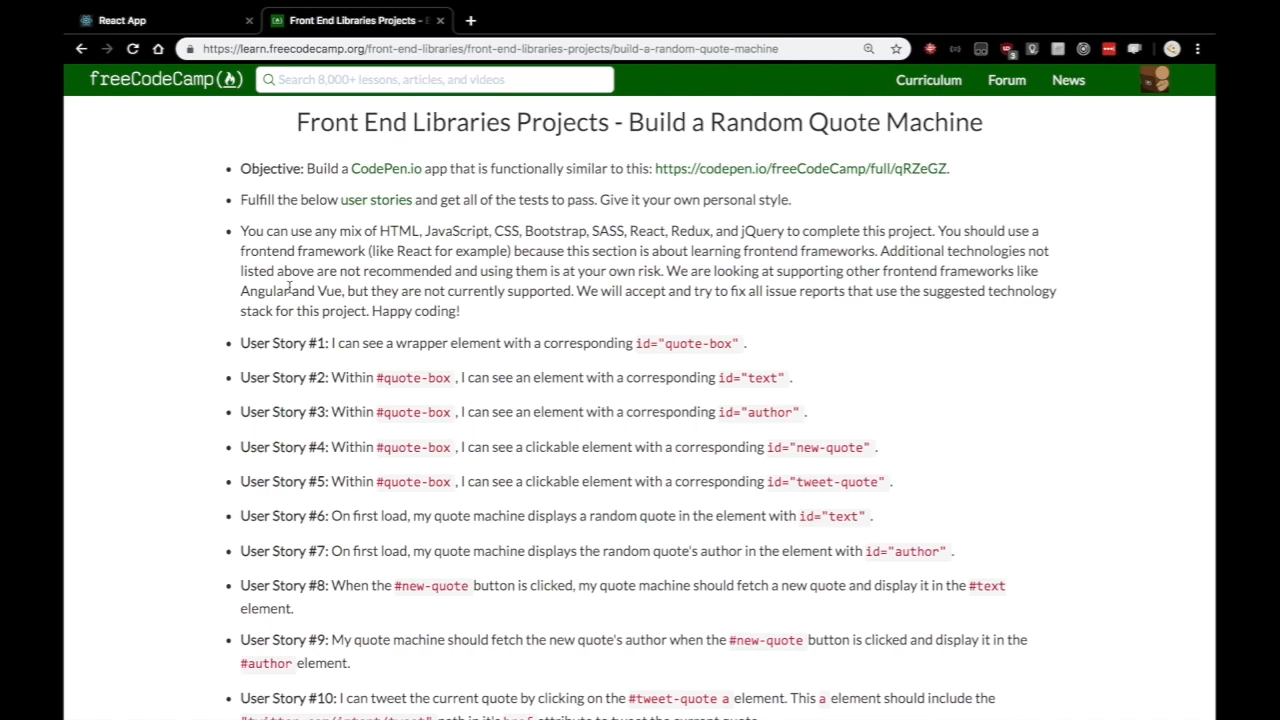 React App
Front End Libraries Projects -
https://learn.freecodecamp.org/front-end-libraries/front-end-libraries-projects/build-a-random-quote-machine
3
freeCodeCamp
Search 8,000+ lessons, articles, and videos
Curriculum
Forum
News
Front End Libraries Projects - Build a Random Quote Machine
• Objective: Build a CodePen.io app that is functionally similar to this: https://codepen.io/freeCodeCamp/full/qRZeGZ.
• Fulfill the below user stories and get all of the tests to pass. Give it your own personal style.
• You can use any mix of HTML, JavaScript, CSS, Bootstrap, SASS, React, Redux, and jQuery to complete this project. You should use a
frontend framework (like React for example) because this section is about learning frontend frameworks. Additional technologies not
listed above are not recommended and using them is at your own risk. We are looking at supporting other frontend frameworks like
Angular and Vue, but they are not currently supported. We will accept and try to fix all issue reports that use the suggested technology
stack for this project. Happy coding!
• User Story #1: I can see a wrapper element with a corresponding id="quote-box" .
• User Story #2: Within #quote-box , I can see an element with a corresponding id="text" .
• User Story #3: Within #quote-box , I can see an element with a corresponding id="author" .
• User Story #4: Within #quote-box , I can see a clickable element with a corresponding id="new-quote" .
• User Story #5: Within #quote-box , I can see a clickable element with a corresponding id="tweet-quote" .
• User Story #6: On first load, my quote machine displays a random quote in the element with id="text" .
• User Story #7: On first load, my quote machine displays the random quote's author in the element with id="author" .
• User Story #8: When the #new-quote button is clicked, my quote machine should fetch a new quote and display it in the #text
element.
• User Story #9: My quote machine should fetch the new quote's author when the #new-quote button is clicked and display it in the
#author element.
• User Story #10: I can tweet the current quote by clicking on the #tweet-quote a element. This a element should include the
"twitter.com/intent/tweet" path in it's href attribute to tweet the current quote.